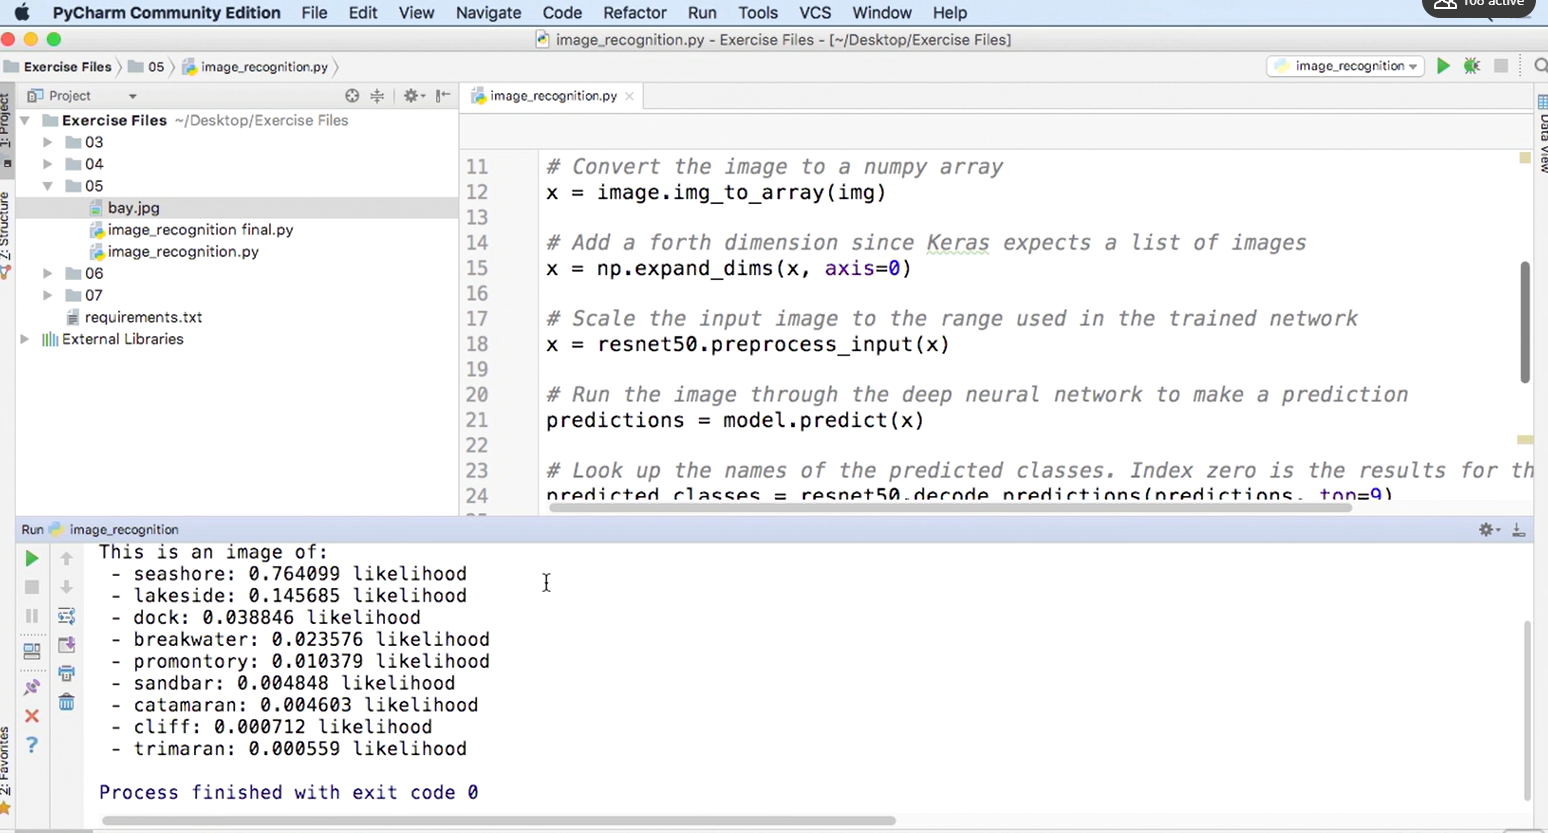 PyCharm Community Edition File Edit View Navigate Code Refactor Run Tools VCS Window Help
108 active
image_recognition.py - Exercise Files - [~/Desktop/Exercise Files]
Exercise Files 05 image_recognition.py
image_recognition
Project
image_recognition.py
1: Project
Z: Structure
2: Favorites
Data View
Exercise Files ~/Desktop/Exercise Files
03
04
05
bay.jpg
image_recognition final.py
image_recognition.py
06
07
requirements.txt
External Libraries
11 # Convert the image to a numpy array
12 x = image.img_to_array(img)
13
14 # Add a forth dimension since Keras expects a list of images
15 x = np.expand_dims(x, axis=0)
16
17 # Scale the input image to the range used in the trained network
18 x = resnet50.preprocess_input(x)
19
20 # Run the image through the deep neural network to make a prediction
21 predictions = model.predict(x)
22
23 # Look up the names of the predicted classes. Index zero is the results for th
24 predicted_classes = resnet50.decode_predictions(predictions, top=9)
Run image_recognition
This is an image of:
- seashore: 0.764099 likelihood
- lakeside: 0.145685 likelihood
- dock: 0.038846 likelihood
- breakwater: 0.023576 likelihood
- promontory: 0.010379 likelihood
- sandbar: 0.004848 likelihood
- catamaran: 0.004603 likelihood
- cliff: 0.000712 likelihood
- trimaran: 0.000559 likelihood
Process finished with exit code 0